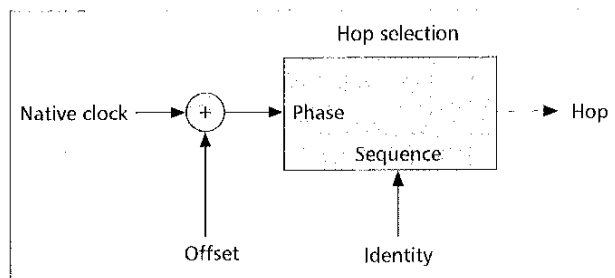 Hop selection
Native clock
+
Phase
Hop
Sequence
Offset
Identity